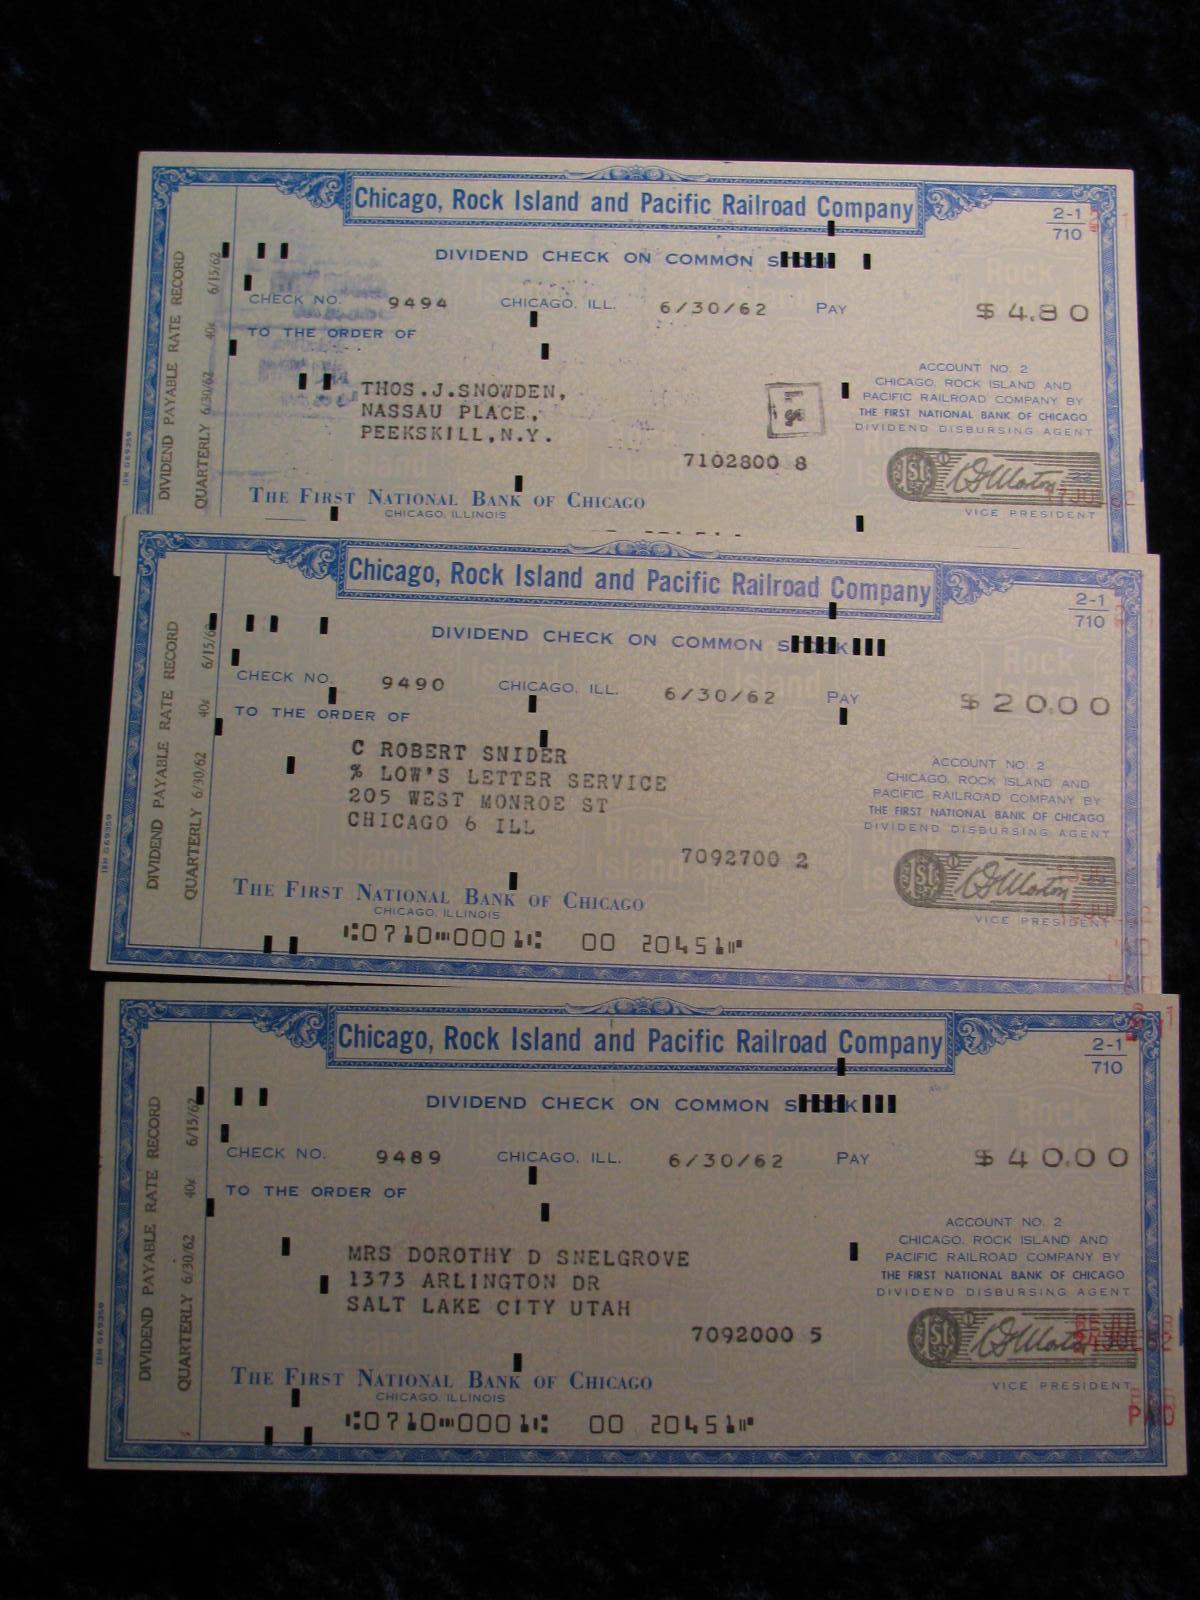 Chicago, Rock Island and Pacific Railroad Company
2-1
710
DIVIDEND CHECK ON COMMON STOCK
CHECK NO. 9494 CHICAGO, ILL. 6/30/62 PAY $ 4.80
TO THE ORDER OF
THOS.J.SNOWDEN,
NASSAU PLACE,
PEEKSKILL,N.Y.
7102800 8
ACCOUNT NO. 2
CHICAGO, ROCK ISLAND AND
PACIFIC RAILROAD COMPANY BY
THE FIRST NATIONAL BANK OF CHICAGO
DIVIDEND DISBURSING AGENT
1st
VICE PRESIDENT
THE FIRST NATIONAL BANK OF CHICAGO
CHICAGO, ILLINOIS
DIVIDEND PAYABLE RATE RECORD
QUARTERLY 6/30/62 40¢ 6/15/62
IBM G69359
Chicago, Rock Island and Pacific Railroad Company
2-1
710
DIVIDEND CHECK ON COMMON STOCK
CHECK NO. 9490 CHICAGO, ILL. 6/30/62 PAY $ 20.00
TO THE ORDER OF
C ROBERT SNIDER
% LOW'S LETTER SERVICE
205 WEST MONROE ST
CHICAGO 6 ILL
7092700 2
ACCOUNT NO. 2
CHICAGO, ROCK ISLAND AND
PACIFIC RAILROAD COMPANY BY
THE FIRST NATIONAL BANK OF CHICAGO
DIVIDEND DISBURSING AGENT
1st
VICE PRESIDENT
THE FIRST NATIONAL BANK OF CHICAGO
CHICAGO, ILLINOIS
⑆0710⑉0001⑆ 00 20451⑈
DIVIDEND PAYABLE RATE RECORD
QUARTERLY 6/30/62 40¢ 6/15/62
IBM G69359
Chicago, Rock Island and Pacific Railroad Company
2-1
710
DIVIDEND CHECK ON COMMON STOCK
CHECK NO. 9489 CHICAGO, ILL. 6/30/62 PAY $ 40.00
TO THE ORDER OF
MRS DOROTHY D SNELGROVE
1373 ARLINGTON DR
SALT LAKE CITY UTAH
7092000 5
ACCOUNT NO. 2
CHICAGO, ROCK ISLAND AND
PACIFIC RAILROAD COMPANY BY
THE FIRST NATIONAL BANK OF CHICAGO
DIVIDEND DISBURSING AGENT
1st
VICE PRESIDENT
THE FIRST NATIONAL BANK OF CHICAGO
CHICAGO, ILLINOIS
⑆0710⑉0001⑆ 00 20451⑈
DIVIDEND PAYABLE RATE RECORD
QUARTERLY 6/30/62 40¢ 6/15/62
IBM G69359